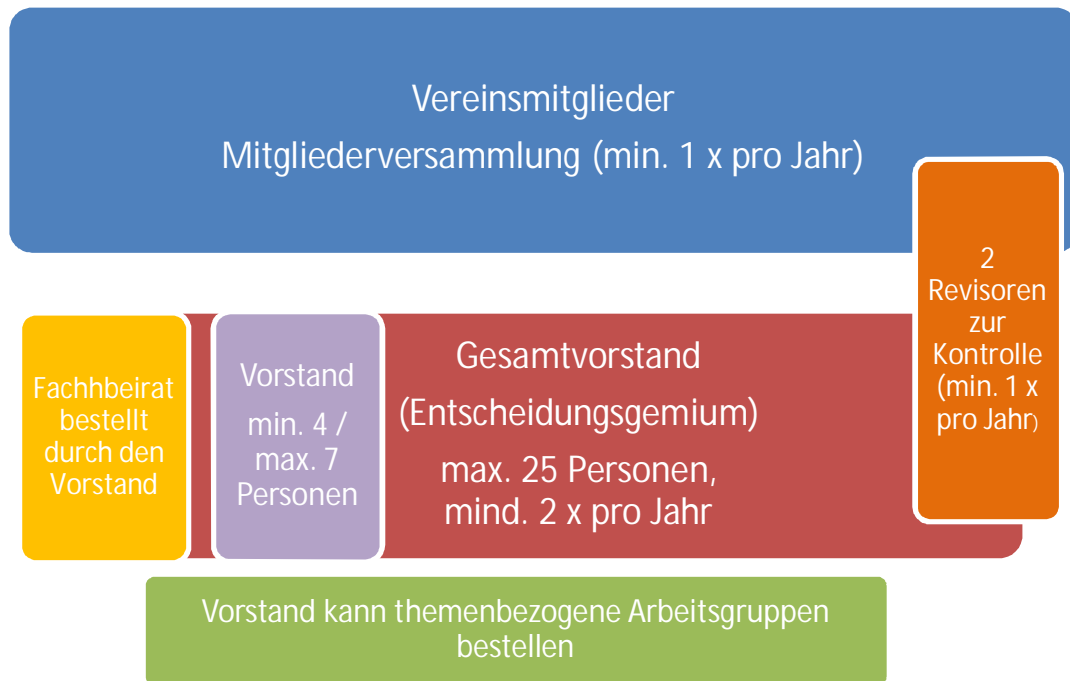 Vereinsmitglieder
Mitgliederversammlung (min. 1 x pro Jahr)
2
Revisoren
zur
Kontrolle
(min. 1 x
pro Jahr)
Fachhbeirat
bestellt
durch den
Vorstand
Vorstand
min. 4 /
max. 7
Personen
Gesamtvorstand
(Entscheidungsgemium)
max. 25 Personen,
mind. 2 x pro Jahr
Vorstand kann themenbezogene Arbeitsgruppen
bestellen